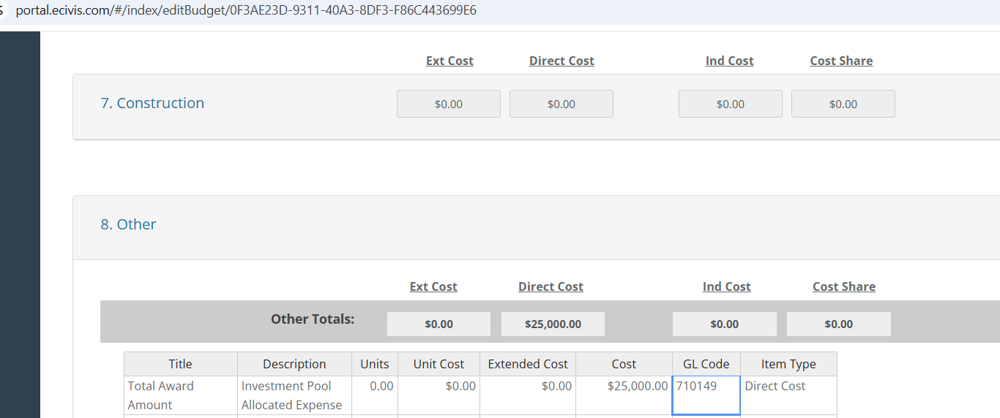 portal.ecivis.com/#/index/editBudget/0F3AE23D-9311-40A3-8DF3-F86C443699E6
Ext Cost Direct Cost Ind Cost Cost Share
7. Construction $0.00 $0.00 $0.00 $0.00
8. Other
Ext Cost Direct Cost Ind Cost Cost Share
Other Totals: $0.00 $25,000.00 $0.00 $0.00
Title Description Units Unit Cost Extended Cost Cost GL Code Item Type
Total Award Investment Pool 0.00 $0.00 $0.00 $25,000.00 710149 Direct Cost
Amount Allocated Expense